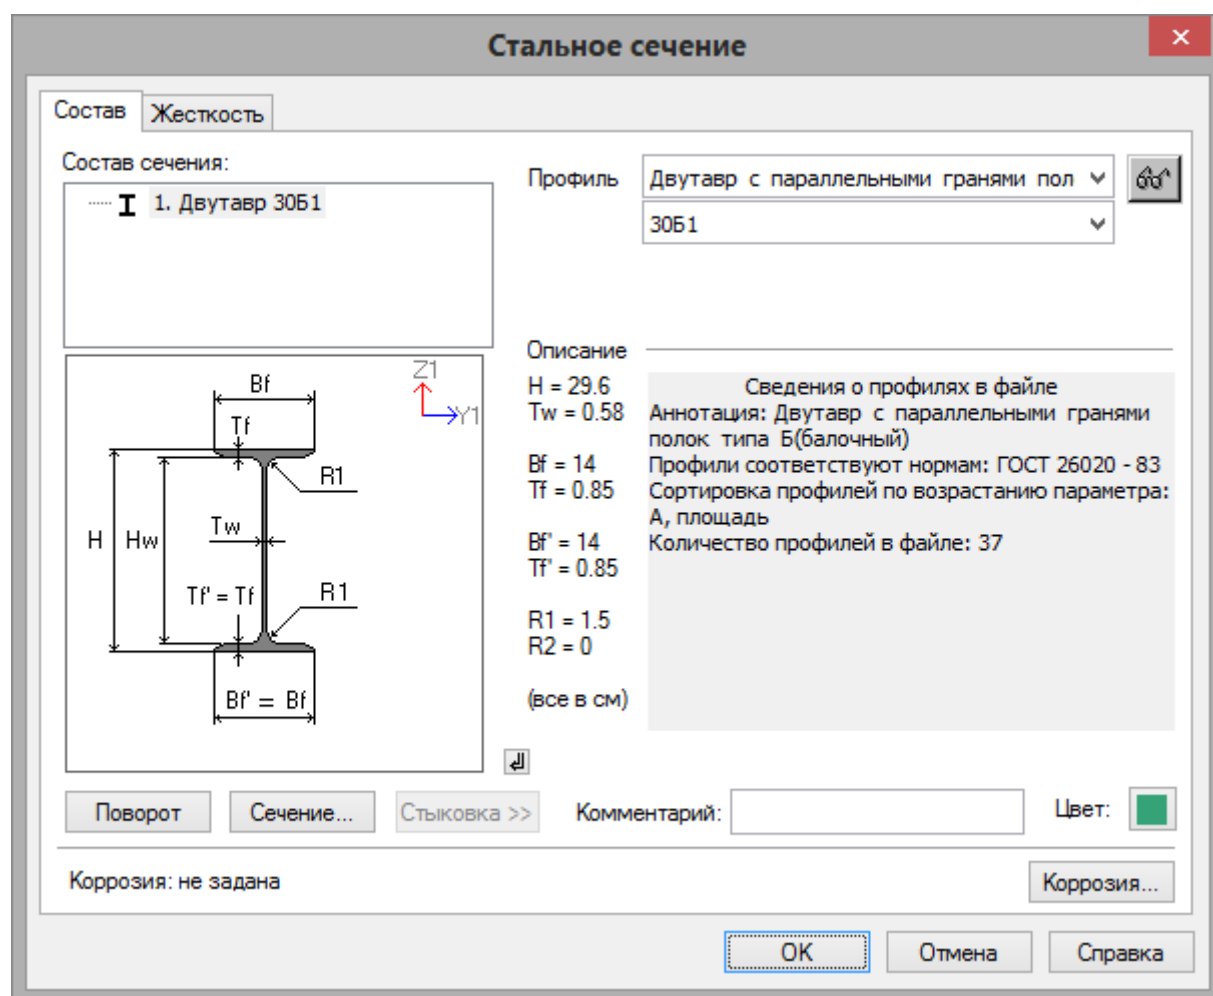 Стальное сечение
Состав
Жесткость
Состав сечения:
1. Двутавр 30Б1
Профиль
Двутавр с параллельными гранями пол
30Б1
Z1
Y1
Bf
Tf
R1
H
Hw
Tw
Tf' = Tf
R1
Bf' = Bf
Описание
H = 29.6
Tw = 0.58
Bf = 14
Tf = 0.85
Bf' = 14
Tf' = 0.85
R1 = 1.5
R2 = 0
(все в см)
Сведения о профилях в файле
Аннотация: Двутавр с параллельными гранями
полок типа Б(балочный)
Профили соответствуют нормам: ГОСТ 26020 - 83
Сортировка профилей по возрастанию параметра:
А, площадь
Количество профилей в файле: 37
Поворот
Сечение...
Стыковка >>
Комментарий:
Цвет:
Коррозия: не задана
Коррозия...
ОК
Отмена
Справка